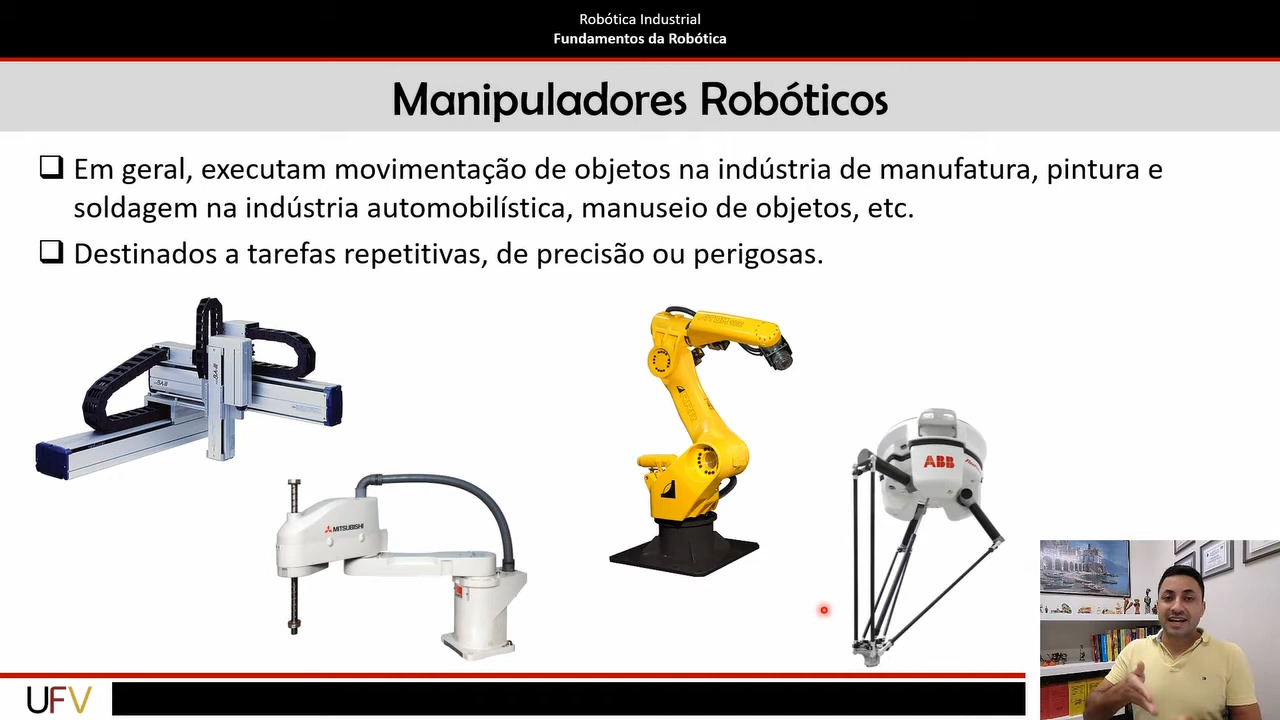 Robótica Industrial
Fundamentos da Robótica
Manipuladores Robóticos
Em geral, executam movimentação de objetos na indústria de manufatura, pintura e
soldagem na indústria automobilística, manuseio de objetos, etc.
Destinados a tarefas repetitivas, de precisão ou perigosas.
MITSUBISHI
ABB
UFV